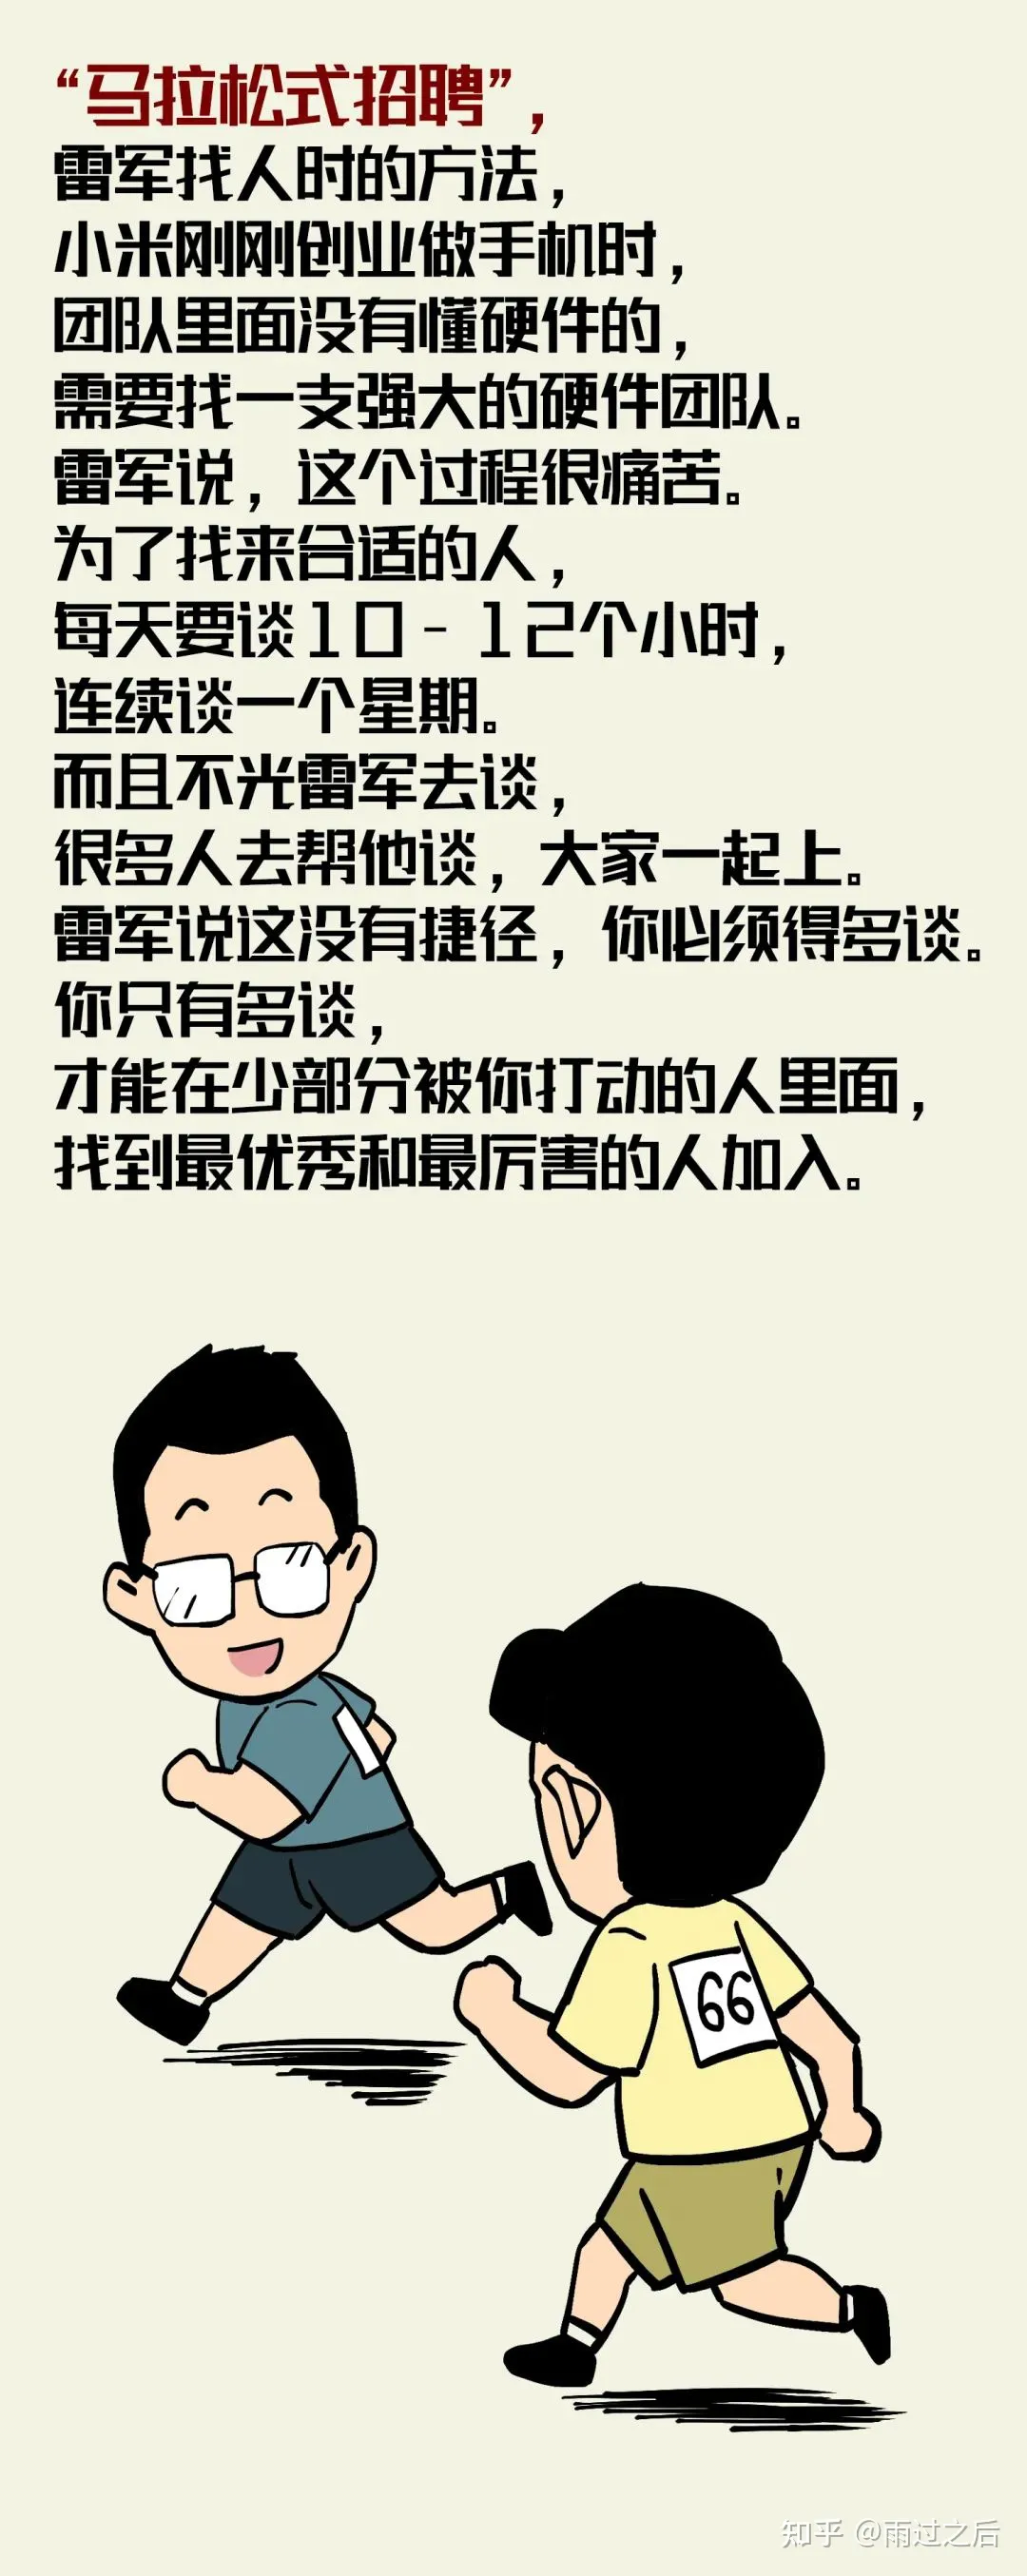 “马拉松式招聘”，
雷军找人时的方法，
小米刚刚创业做手机时，
团队里面没有懂硬件的，
需要找一支强大的硬件团队。
雷军说，这个过程很痛苦。
为了找来合适的人，
每天要谈10-12个小时，
连续谈一个星期。
而且不光雷军去谈，
很多人去帮他谈，大家一起上。
雷军说这没有捷径，你必须得多谈。
你只有多谈，
才能在少部分被你打动的人里面，
找到最优秀和最厉害的人加入。
66
知乎 @雨过之后